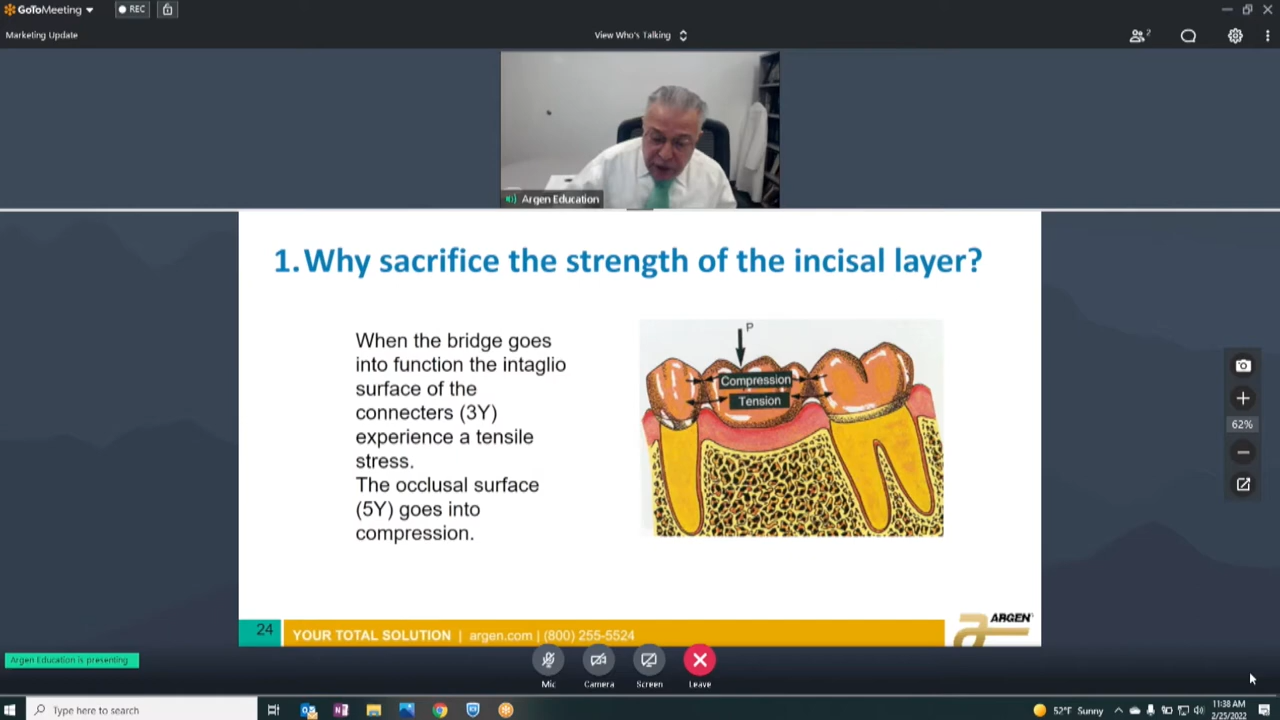 GoToMeeting
REC
Marketing Update
View Who's Talking
2
Argen Education
1. Why sacrifice the strength of the incisal layer?
When the bridge goes
into function the intaglio
surface of the
connecters (3Y)
experience a tensile
stress.
The occlusal surface
(5Y) goes into
compression.
P
Compression
Tension
62%
24
YOUR TOTAL SOLUTION | argen.com | (800) 255-5524
ARGEN
Argen Education is presenting
Mic
Camera
Screen
Leave
Type here to search
52°F Sunny
11:38 AM
2/25/2022